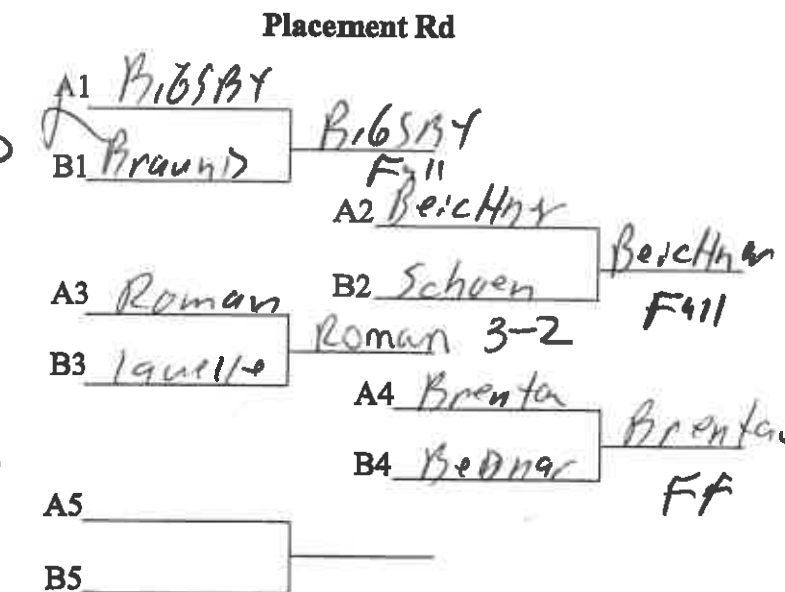 Placement Rd
A1 BIGSBY
B1 Braun
BIGSBY
Fall
A2 Beichner
B2 Schoen
Beichner
Fall
A3 Roman
B3
Roman 3-2
A4 Brenta
B4 Bednar
Brenta
FF
A5
B5